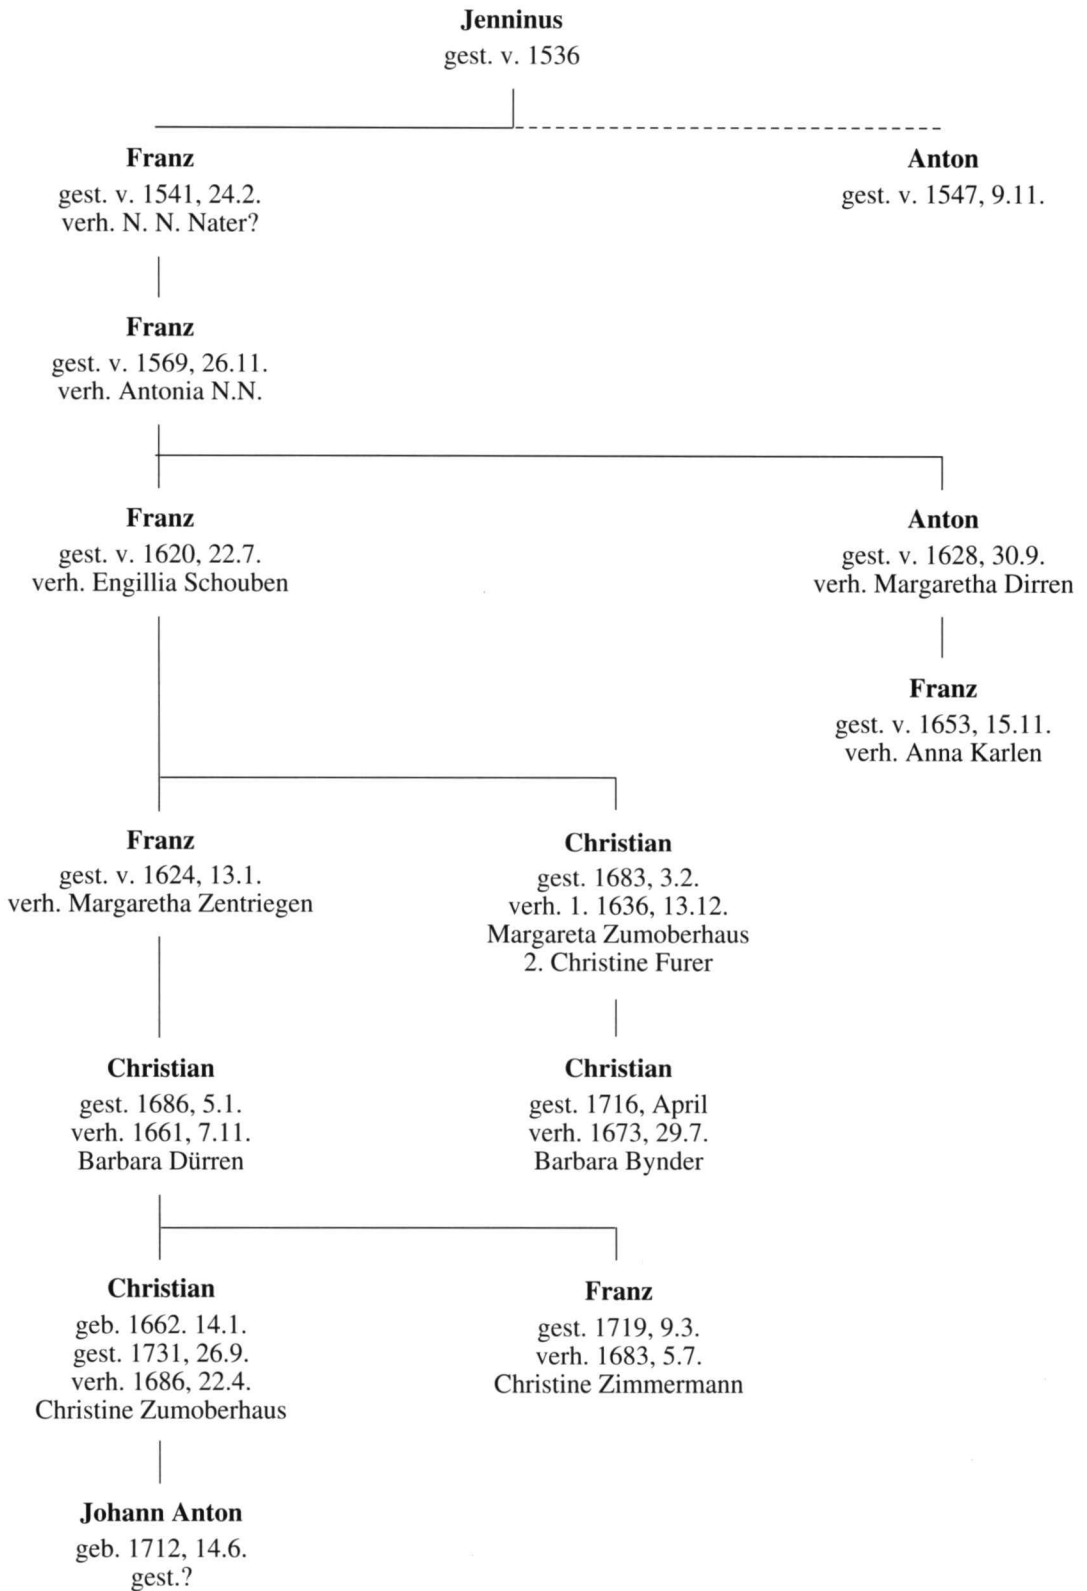 Jenninus
gest. v. 1536
Franz
gest. v. 1541, 24.2.
verh. N. N. Nater?
Anton
gest. v. 1547, 9.11.
Franz
gest. v. 1569, 26.11.
verh. Antonia N.N.
Franz
gest. v. 1620, 22.7.
verh. Engillia Schouben
Anton
gest. v. 1628, 30.9.
verh. Margaretha Dirren
Franz
gest. v. 1653, 15.11.
verh. Anna Karlen
Franz
gest. v. 1624, 13.1.
verh. Margaretha Zentriegen
Christian
gest. 1683, 3.2.
verh. 1. 1636, 13.12.
Margareta Zumoberhaus
2. Christine Furer
Christian
gest. 1686, 5.1.
verh. 1661, 7.11.
Barbara Dürren
Christian
gest. 1716, April
verh. 1673, 29.7.
Barbara Bynder
Christian
geb. 1662. 14.1.
gest. 1731, 26.9.
verh. 1686, 22.4.
Christine Zumoberhaus
Franz
gest. 1719, 9.3.
verh. 1683, 5.7.
Christine Zimmermann
Johann Anton
geb. 1712, 14.6.
gest.?